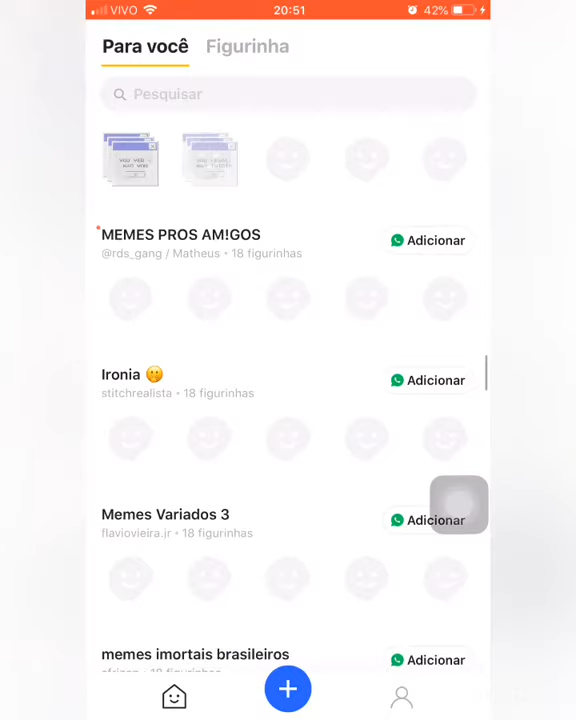 VIVO
20:51
42%
Para você
Figurinha
Pesquisar
MEMES PROS AM!GOS
Adicionar
@rds_gang / Matheus • 18 figurinhas
Ironia 🤫
Adicionar
stitchrealista • 18 figurinhas
Memes Variados 3
Adicionar
flaviovieira.jr • 18 figurinhas
memes imortais brasileiros
Adicionar